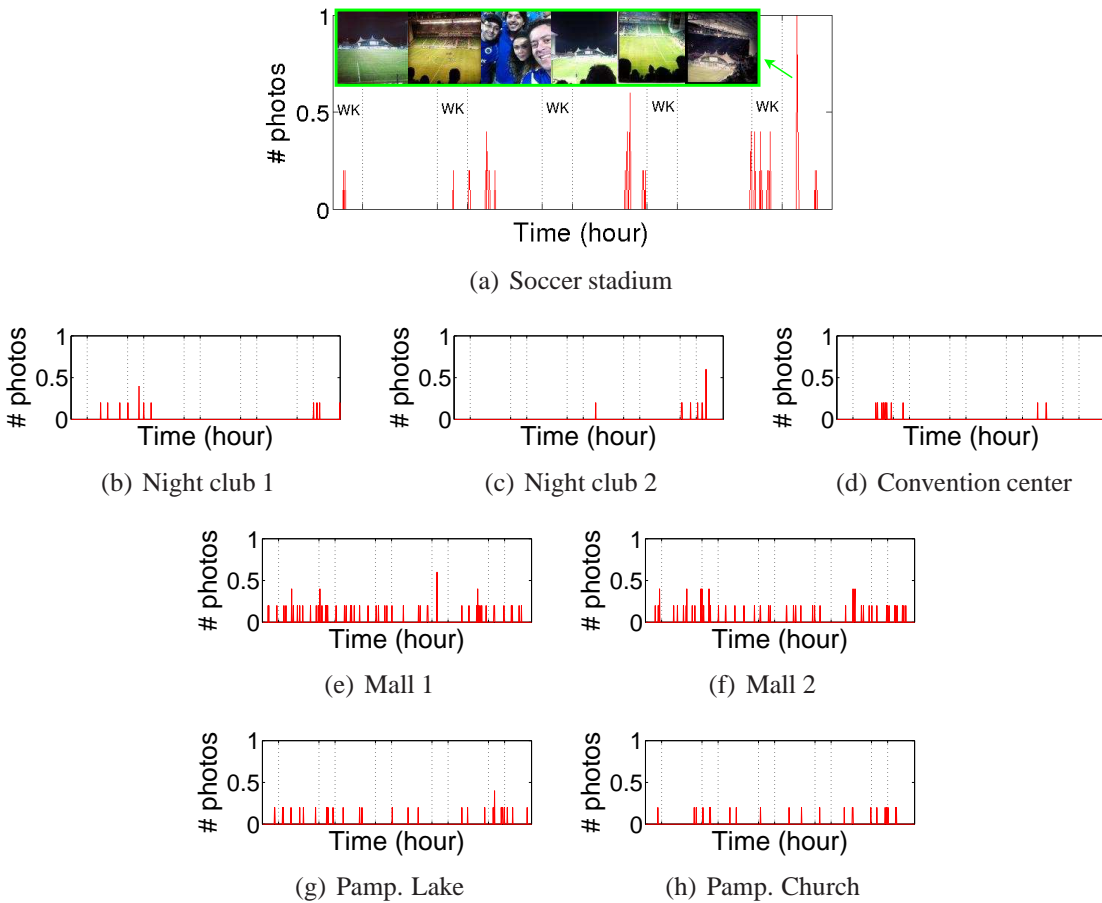 1
WK WK WK WK WK
0.5
0
# photos
Time (hour)
(a) Soccer stadium
1
0.5
0
# photos
Time (hour)
(b) Night club 1
1
0.5
0
# photos
Time (hour)
(c) Night club 2
1
0.5
0
# photos
Time (hour)
(d) Convention center
1
0.5
0
# photos
Time (hour)
(e) Mall 1
1
0.5
0
# photos
Time (hour)
(f) Mall 2
1
0.5
0
# photos
Time (hour)
(g) Pamp. Lake
1
0.5
0
# photos
Time (hour)
(h) Pamp. Church